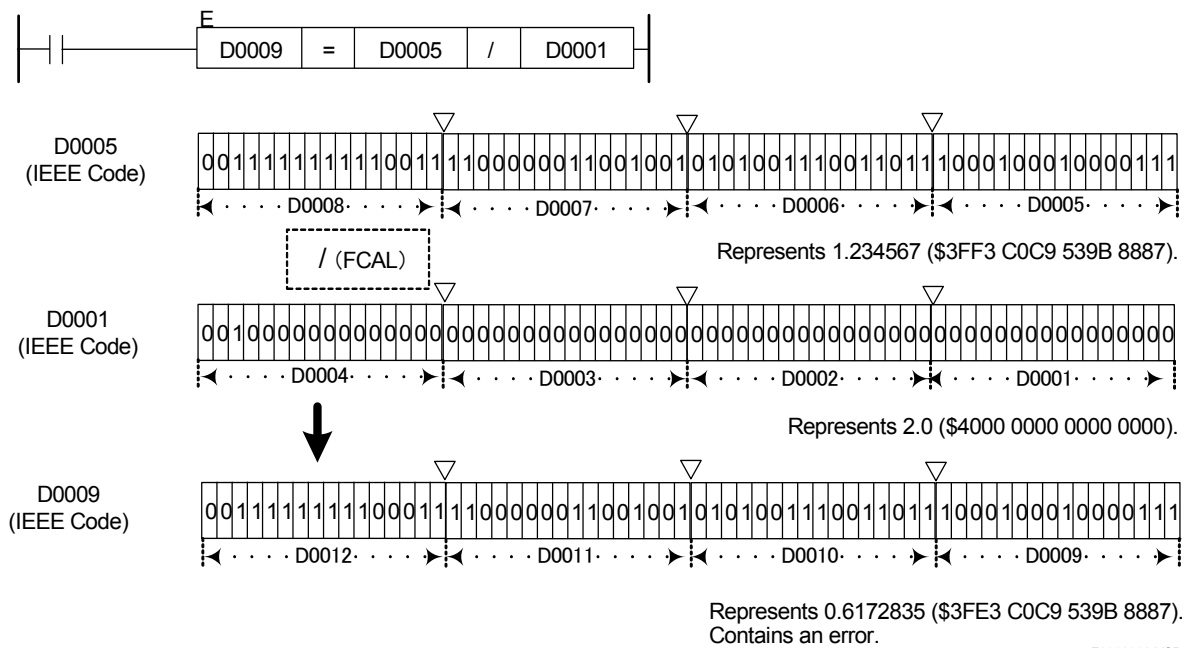 E
D0009 = D0005 / D0001
D0005
(IEEE Code)
0011111111110011 1100000011001001 0101001110011011 1000100010000111
D0008 D0007 D0006 D0005
Represents 1.234567 ($3FF3 C0C9 539B 8887).
/ (FCAL)
D0001
(IEEE Code)
0010000000000000 0000000000000000 0000000000000000 0000000000000000
D0004 D0003 D0002 D0001
Represents 2.0 ($4000 0000 0000 0000).
D0009
(IEEE Code)
0011111111100011 1100000011001001 0101001110011011 1000100010000111
D0012 D0011 D0010 D0009
Represents 0.6172835 ($3FE3 C0C9 539B 8887).
Contains an error.